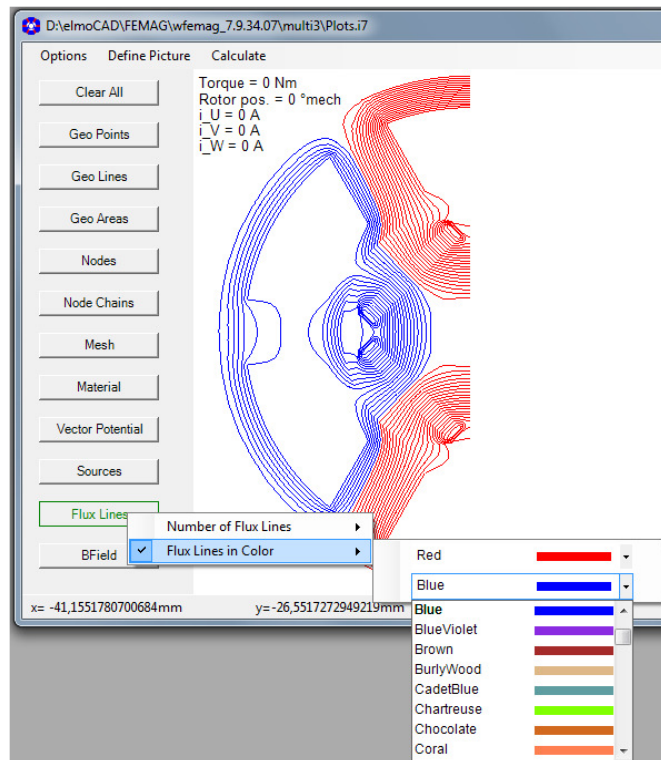 D:\elmoCAD\FEMAG\wfemag_7.9.34.07\multi3\Plots.i7
Options Define Picture Calculate
Clear All
Geo Points
Geo Lines
Geo Areas
Nodes
Node Chains
Mesh
Material
Vector Potential
Sources
Flux Lines
BField
Torque = 0 Nm
Rotor pos. = 0 °mech
i_U = 0 A
i_V = 0 A
i_W = 0 A
Number of Flux Lines
Flux Lines in Color
Red
Blue
Blue
BlueViolet
Brown
BurlyWood
CadetBlue
Chartreuse
Chocolate
Coral
x= -41,1551780700684mm y=-26,5517272949219mm